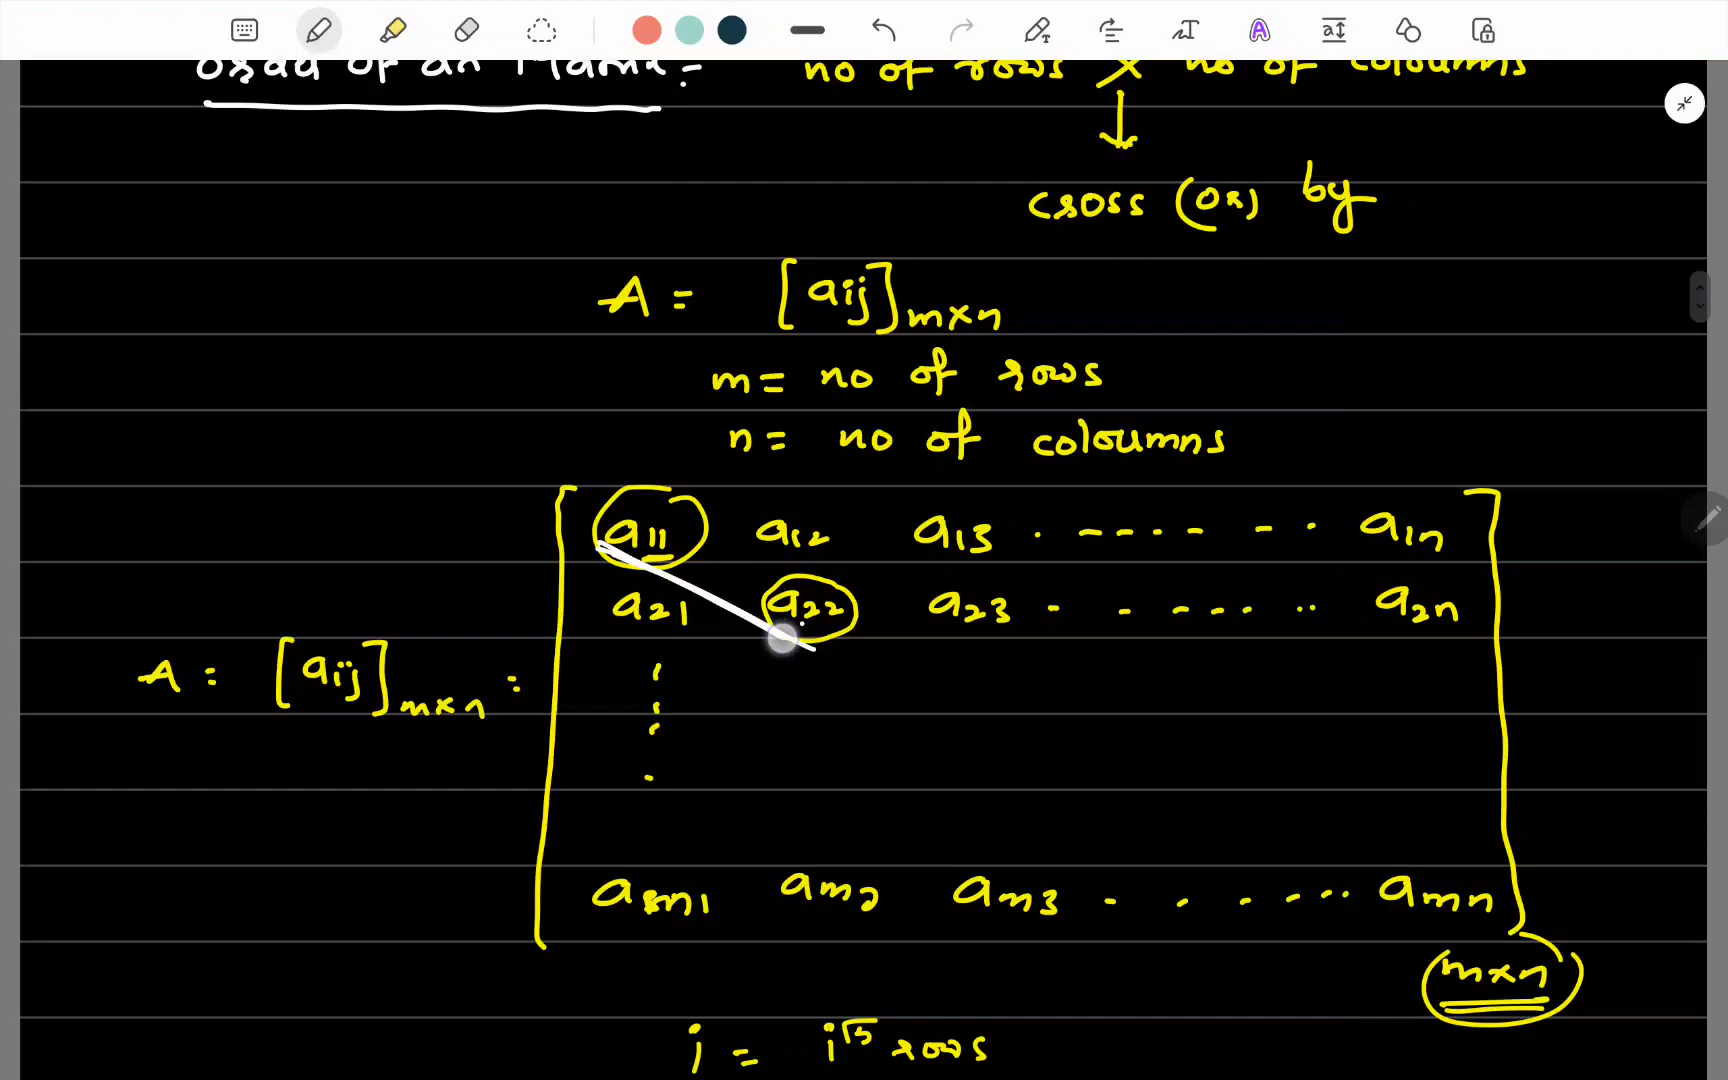 no of rows × no of coloumns
cross (or) by
A = [aij]m×n
m = no of rows
n = no of coloumns
a11 a12 a13 . - - - - - . a1n
a21 a22 a23 - - - - - .. a2n
A = [aij]m×n =
am1 am2 am3 . . . - .. amn
m×n
i = rows